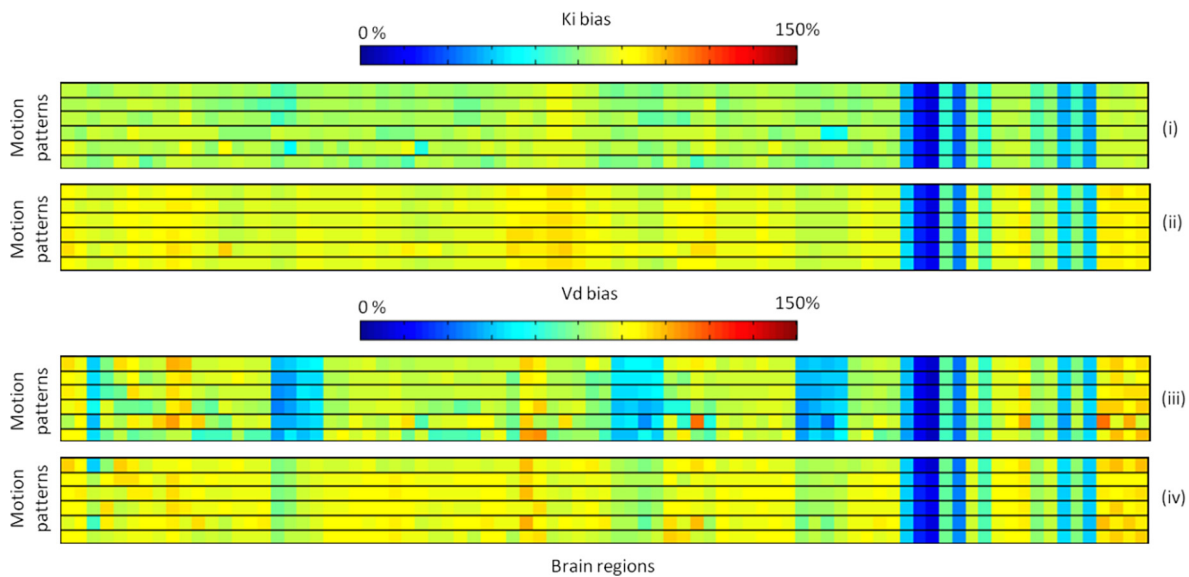 Ki bias
0 %
150%
Motion
patterns
(i)
Motion
patterns
(ii)
Vd bias
0 %
150%
Motion
patterns
(iii)
Motion
patterns
(iv)
Brain regions